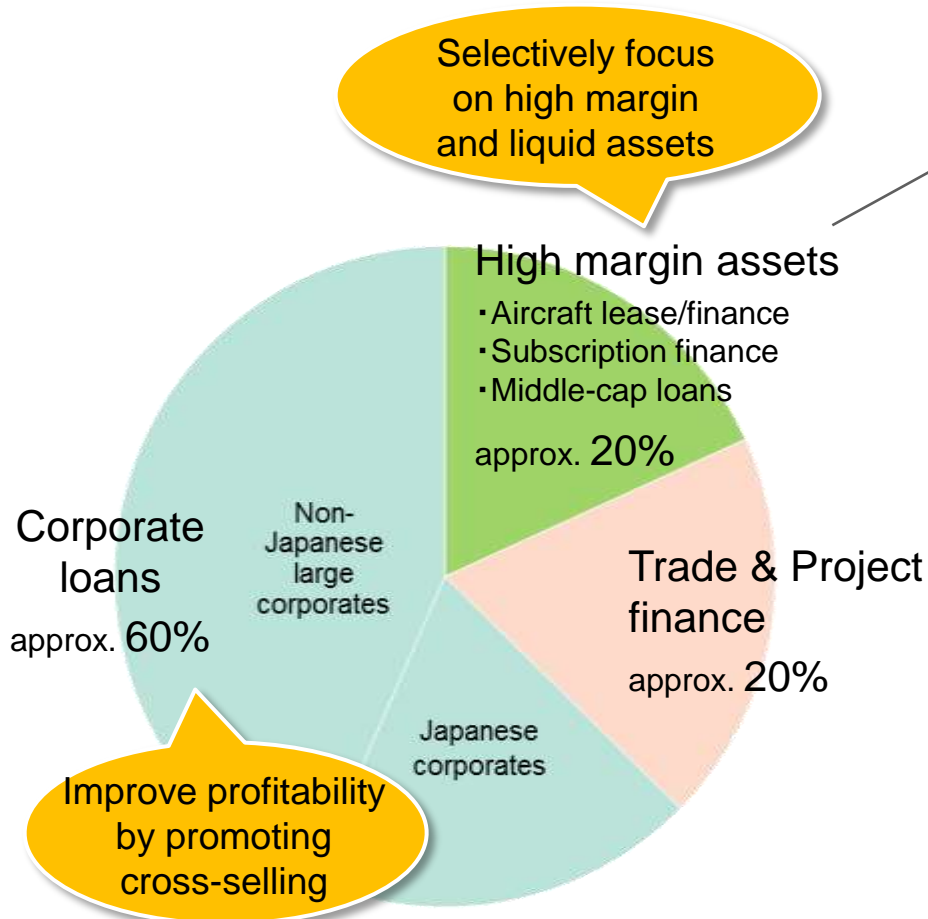 Selectively focus
on high margin
and liquid assets
High margin assets
・Aircraft lease/finance
・Subscription finance
・Middle-cap loans
approx. 20%
Corporate
loans
approx. 60%
Non-
Japanese
large
corporates
Trade & Project
finance
approx. 20%
Japanese
corporates
Improve profitability
by promoting
cross-selling